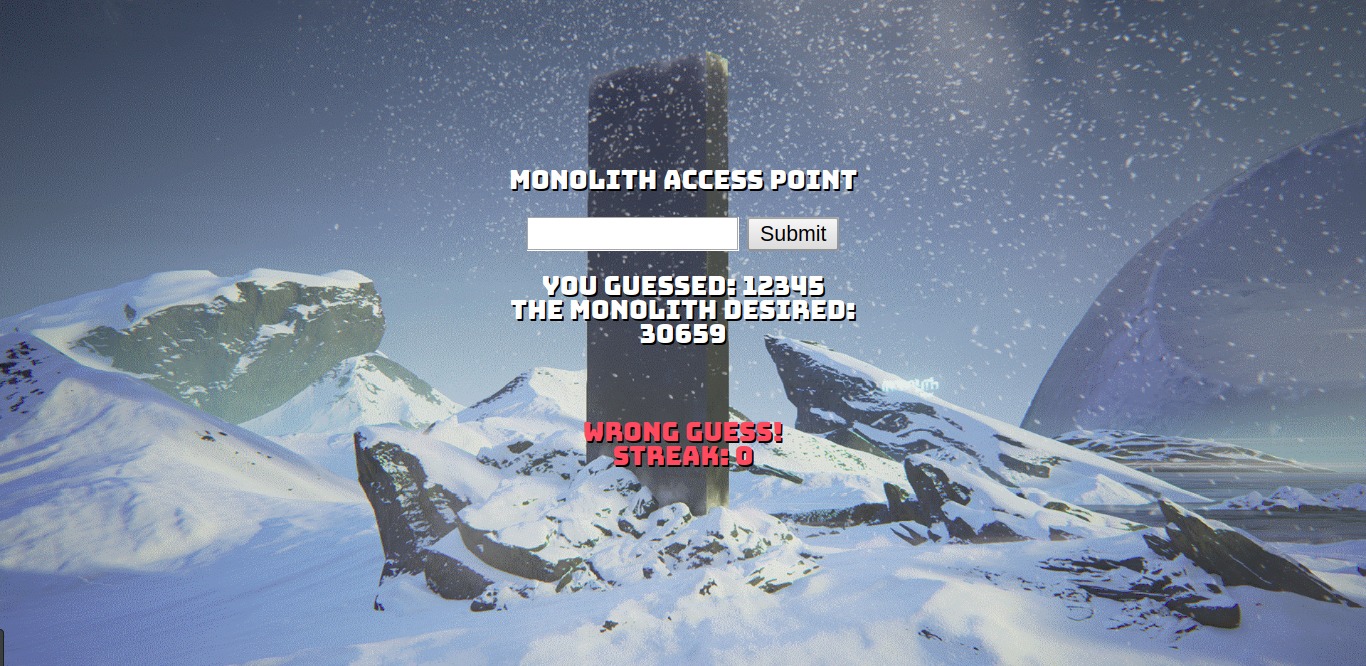 MONOLITH ACCESS POINT
Submit
YOU GUESSED: 12345
THE MONOLITH DESIRED:
30659
WRONG GUESS!
STREAK: 0